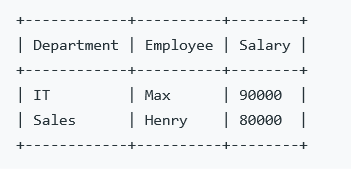 +------------+----------+--------+
| Department | Employee | Salary |
+------------+----------+--------+
| IT         | Max      | 90000  |
| Sales      | Henry    | 80000  |
+------------+----------+--------+